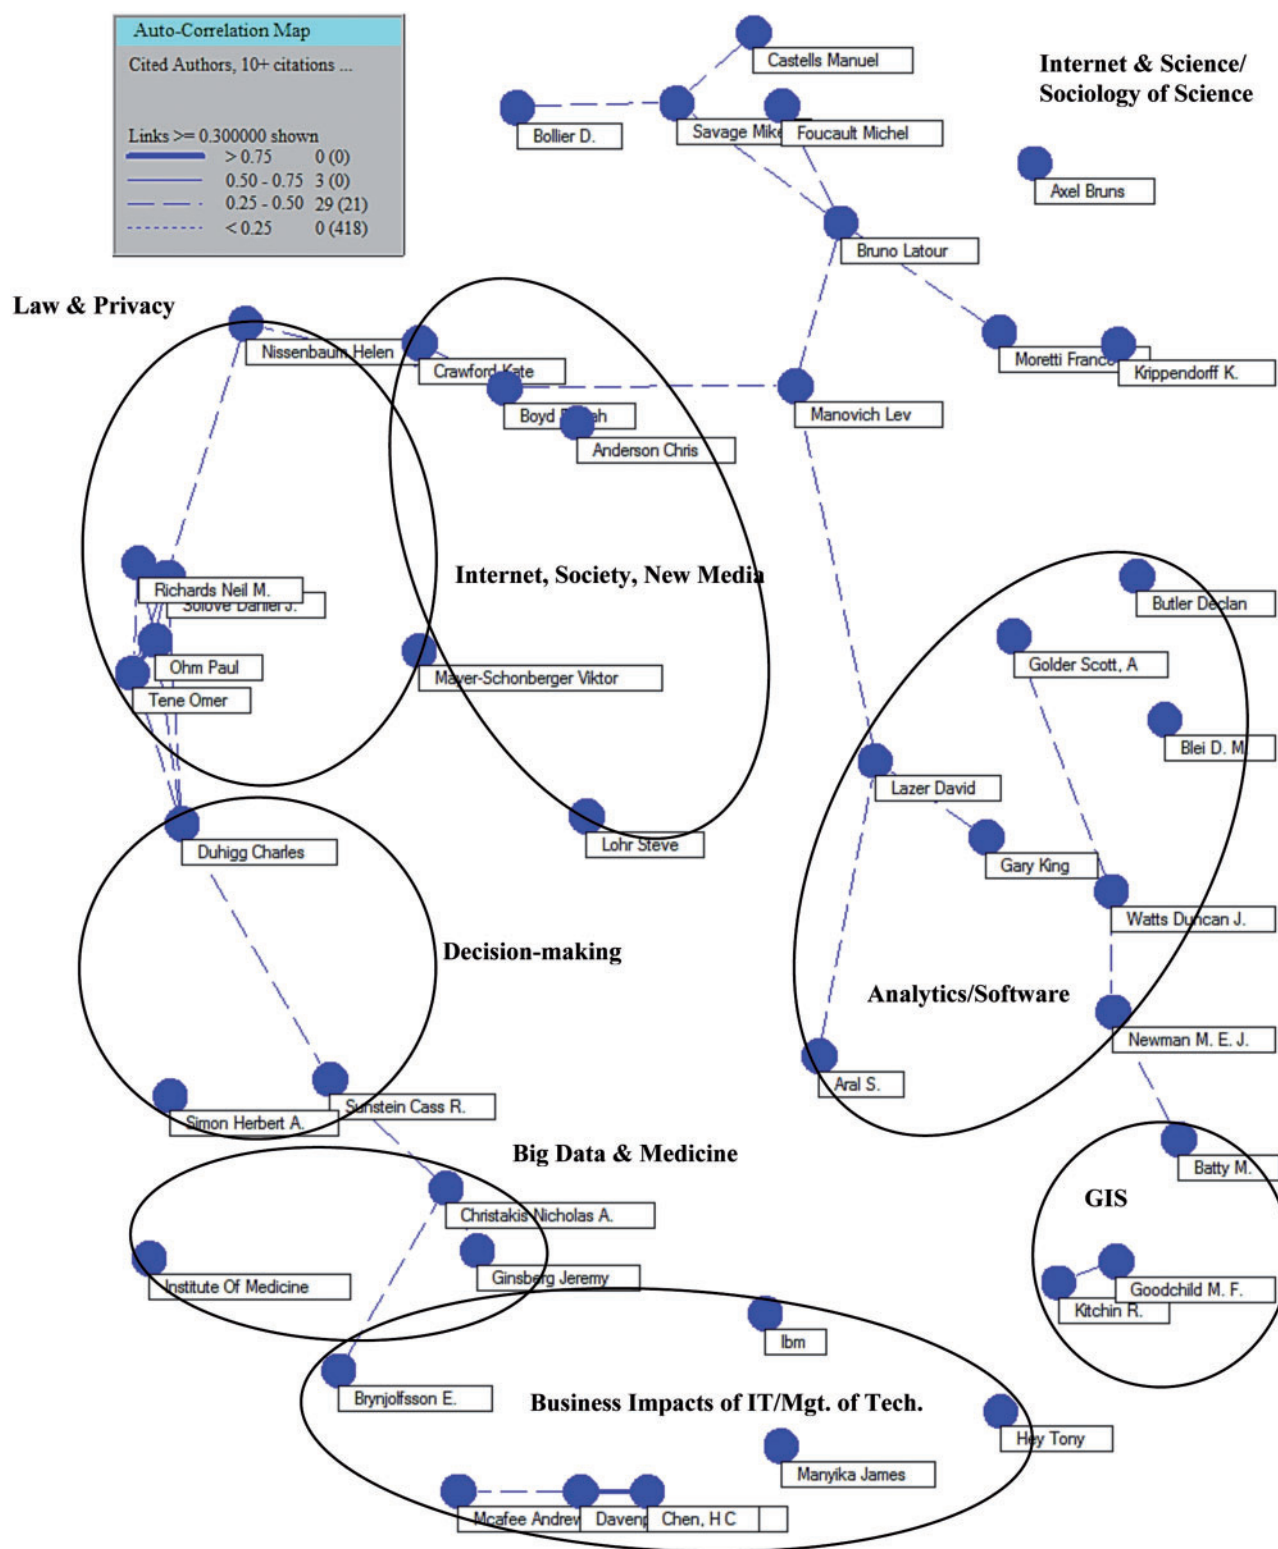 Auto-Correlation Map
Cited Authors, 10+ citations ...
Links >= 0.300000 shown
> 0.75 0 (0)
0.50 - 0.75 3 (0)
0.25 - 0.50 29 (21)
< 0.25 0 (418)
Castells Manuel
Internet & Science/
Sociology of Science
Bollier D.
Savage Mike
Foucault Michel
Axel Bruns
Bruno Latour
Law & Privacy
Nissenbaum Helen
Crawford Kate
Moretti Franco
Krippendorff K.
Boyd
Manovich Lev
Anderson Chris
Internet, Society, New Media
Richards Neil M.
Solove Daniel J.
Butler Declan
Ohm Paul
Golder Scott, A
Mayer-Schonberger Viktor
Tene Omer
Blei D. M.
Lazer David
Duhigg Charles
Lohr Steve
Gary King
Watts Duncan J.
Decision-making
Analytics/Software
Newman M. E. J.
Aral S.
Sunstein Cass R.
Simon Herbert A.
Big Data & Medicine
Batty M.
GIS
Christakis Nicholas A.
Institute Of Medicine
Ginsberg Jeremy
Goodchild M. F.
Kitchin R.
Ibm
Brynjolfsson E.
Business Impacts of IT/Mgt. of Tech.
Hey Tony
Manyika James
Mcafee Andrew
Davenp
Chen, H C